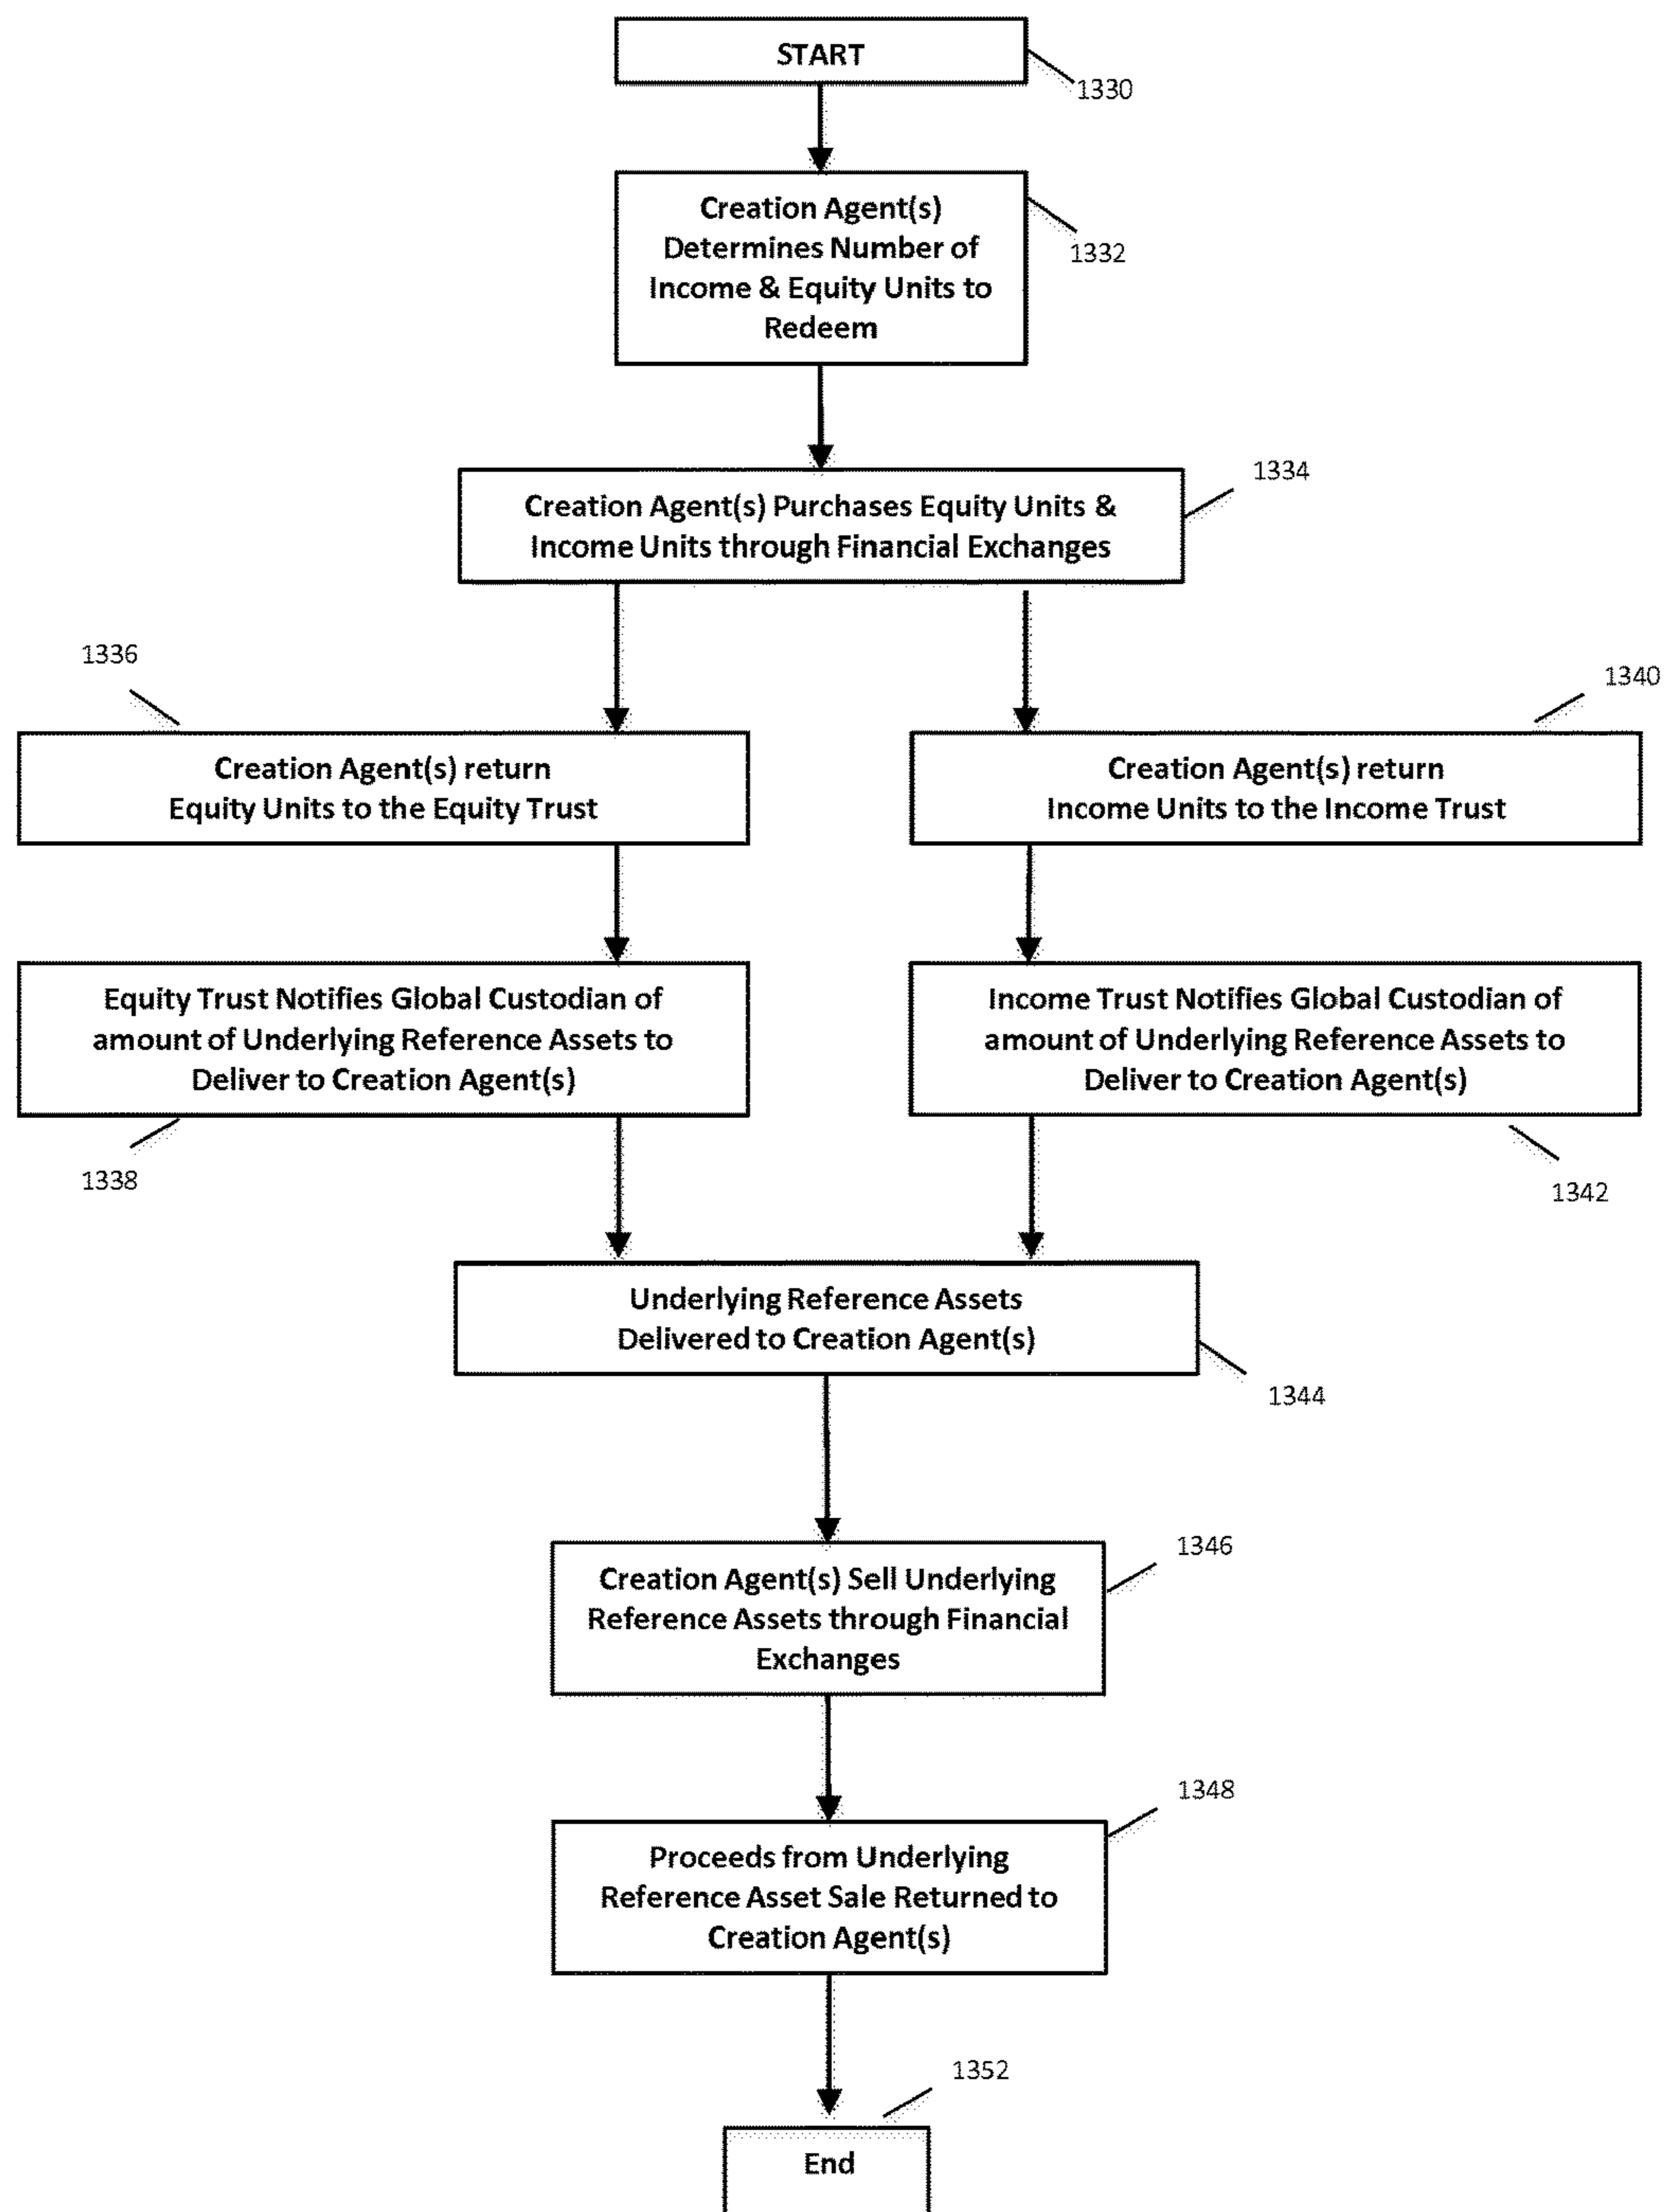 START
1330
Creation Agent(s)
Determines Number of
Income & Equity Units to
Redeem
1332
Creation Agent(s) Purchases Equity Units &
Income Units through Financial Exchanges
1334
1336
Creation Agent(s) return
Equity Units to the Equity Trust
1340
Creation Agent(s) return
Income Units to the Income Trust
Equity Trust Notifies Global Custodian of
amount of Underlying Reference Assets to
Deliver to Creation Agent(s)
1338
Income Trust Notifies Global Custodian of
amount of Underlying Reference Assets to
Deliver to Creation Agent(s)
1342
Underlying Reference Assets
Delivered to Creation Agent(s)
1344
Creation Agent(s) Sell Underlying
Reference Assets through Financial
Exchanges
1346
Proceeds from Underlying
Reference Asset Sale Returned to
Creation Agent(s)
1348
1352
End